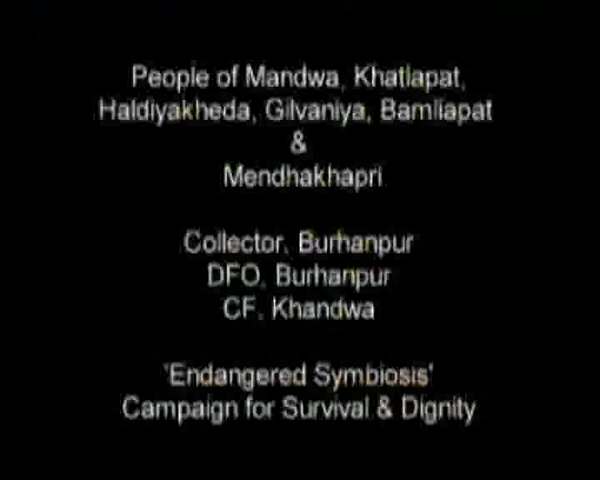 People of Mandwa, Khatlapat,
Haldiyakheda, Gilvaniya, Bamliapat
&
Mendhakhapri
Collector, Burhanpur
DFO, Burhanpur
CF, Khandwa
'Endangered Symbiosis'
Campaign for Survival & Dignity